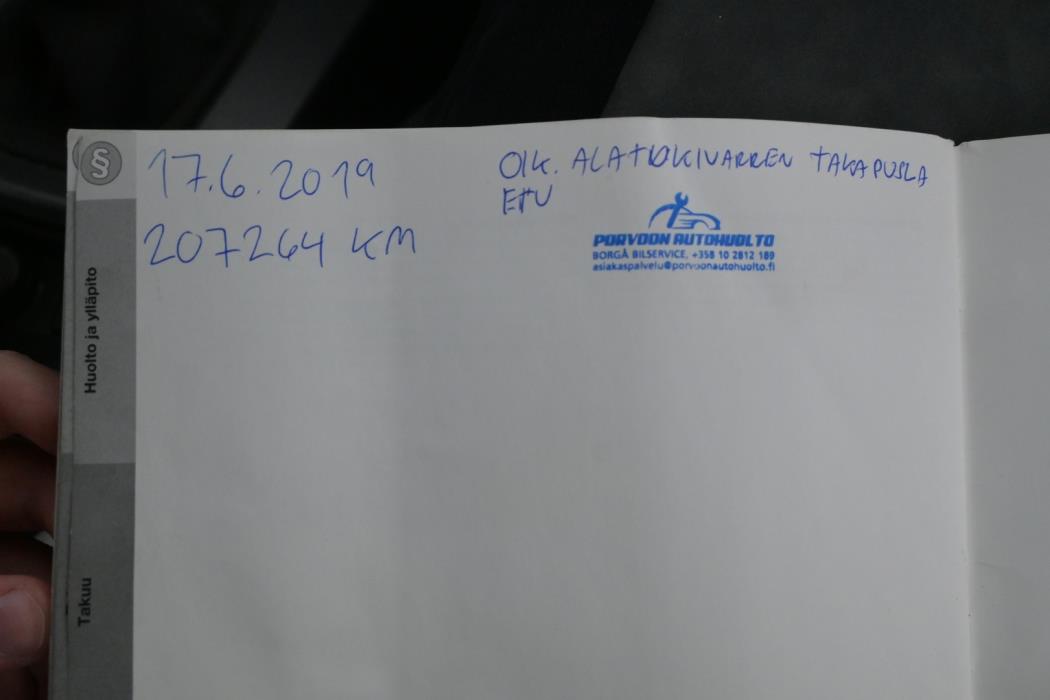 §
17.6.2019
OIK. ALATUKIVARREN TAKAPUSLA
ETU
207264 KM
PORVOON AUTOHUOLTO
BORGÅ BILSERVICE, +358 10 2812 189
asiakaspalvelu@porvoonautohuolto.fi
Huolto ja ylläpito
Takuu